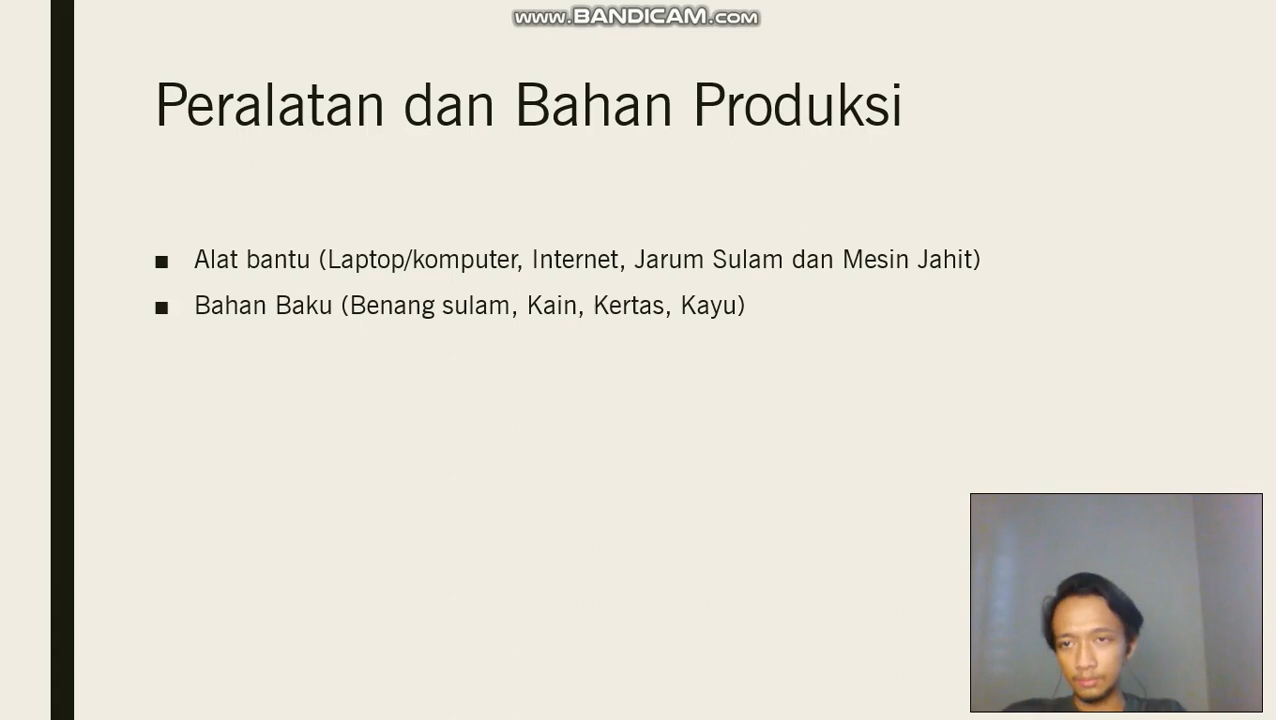 www.BANDICAM.com
Peralatan dan Bahan Produksi
■ Alat bantu (Laptop/komputer, Internet, Jarum Sulam dan Mesin Jahit)
■ Bahan Baku (Benang sulam, Kain, Kertas, Kayu)